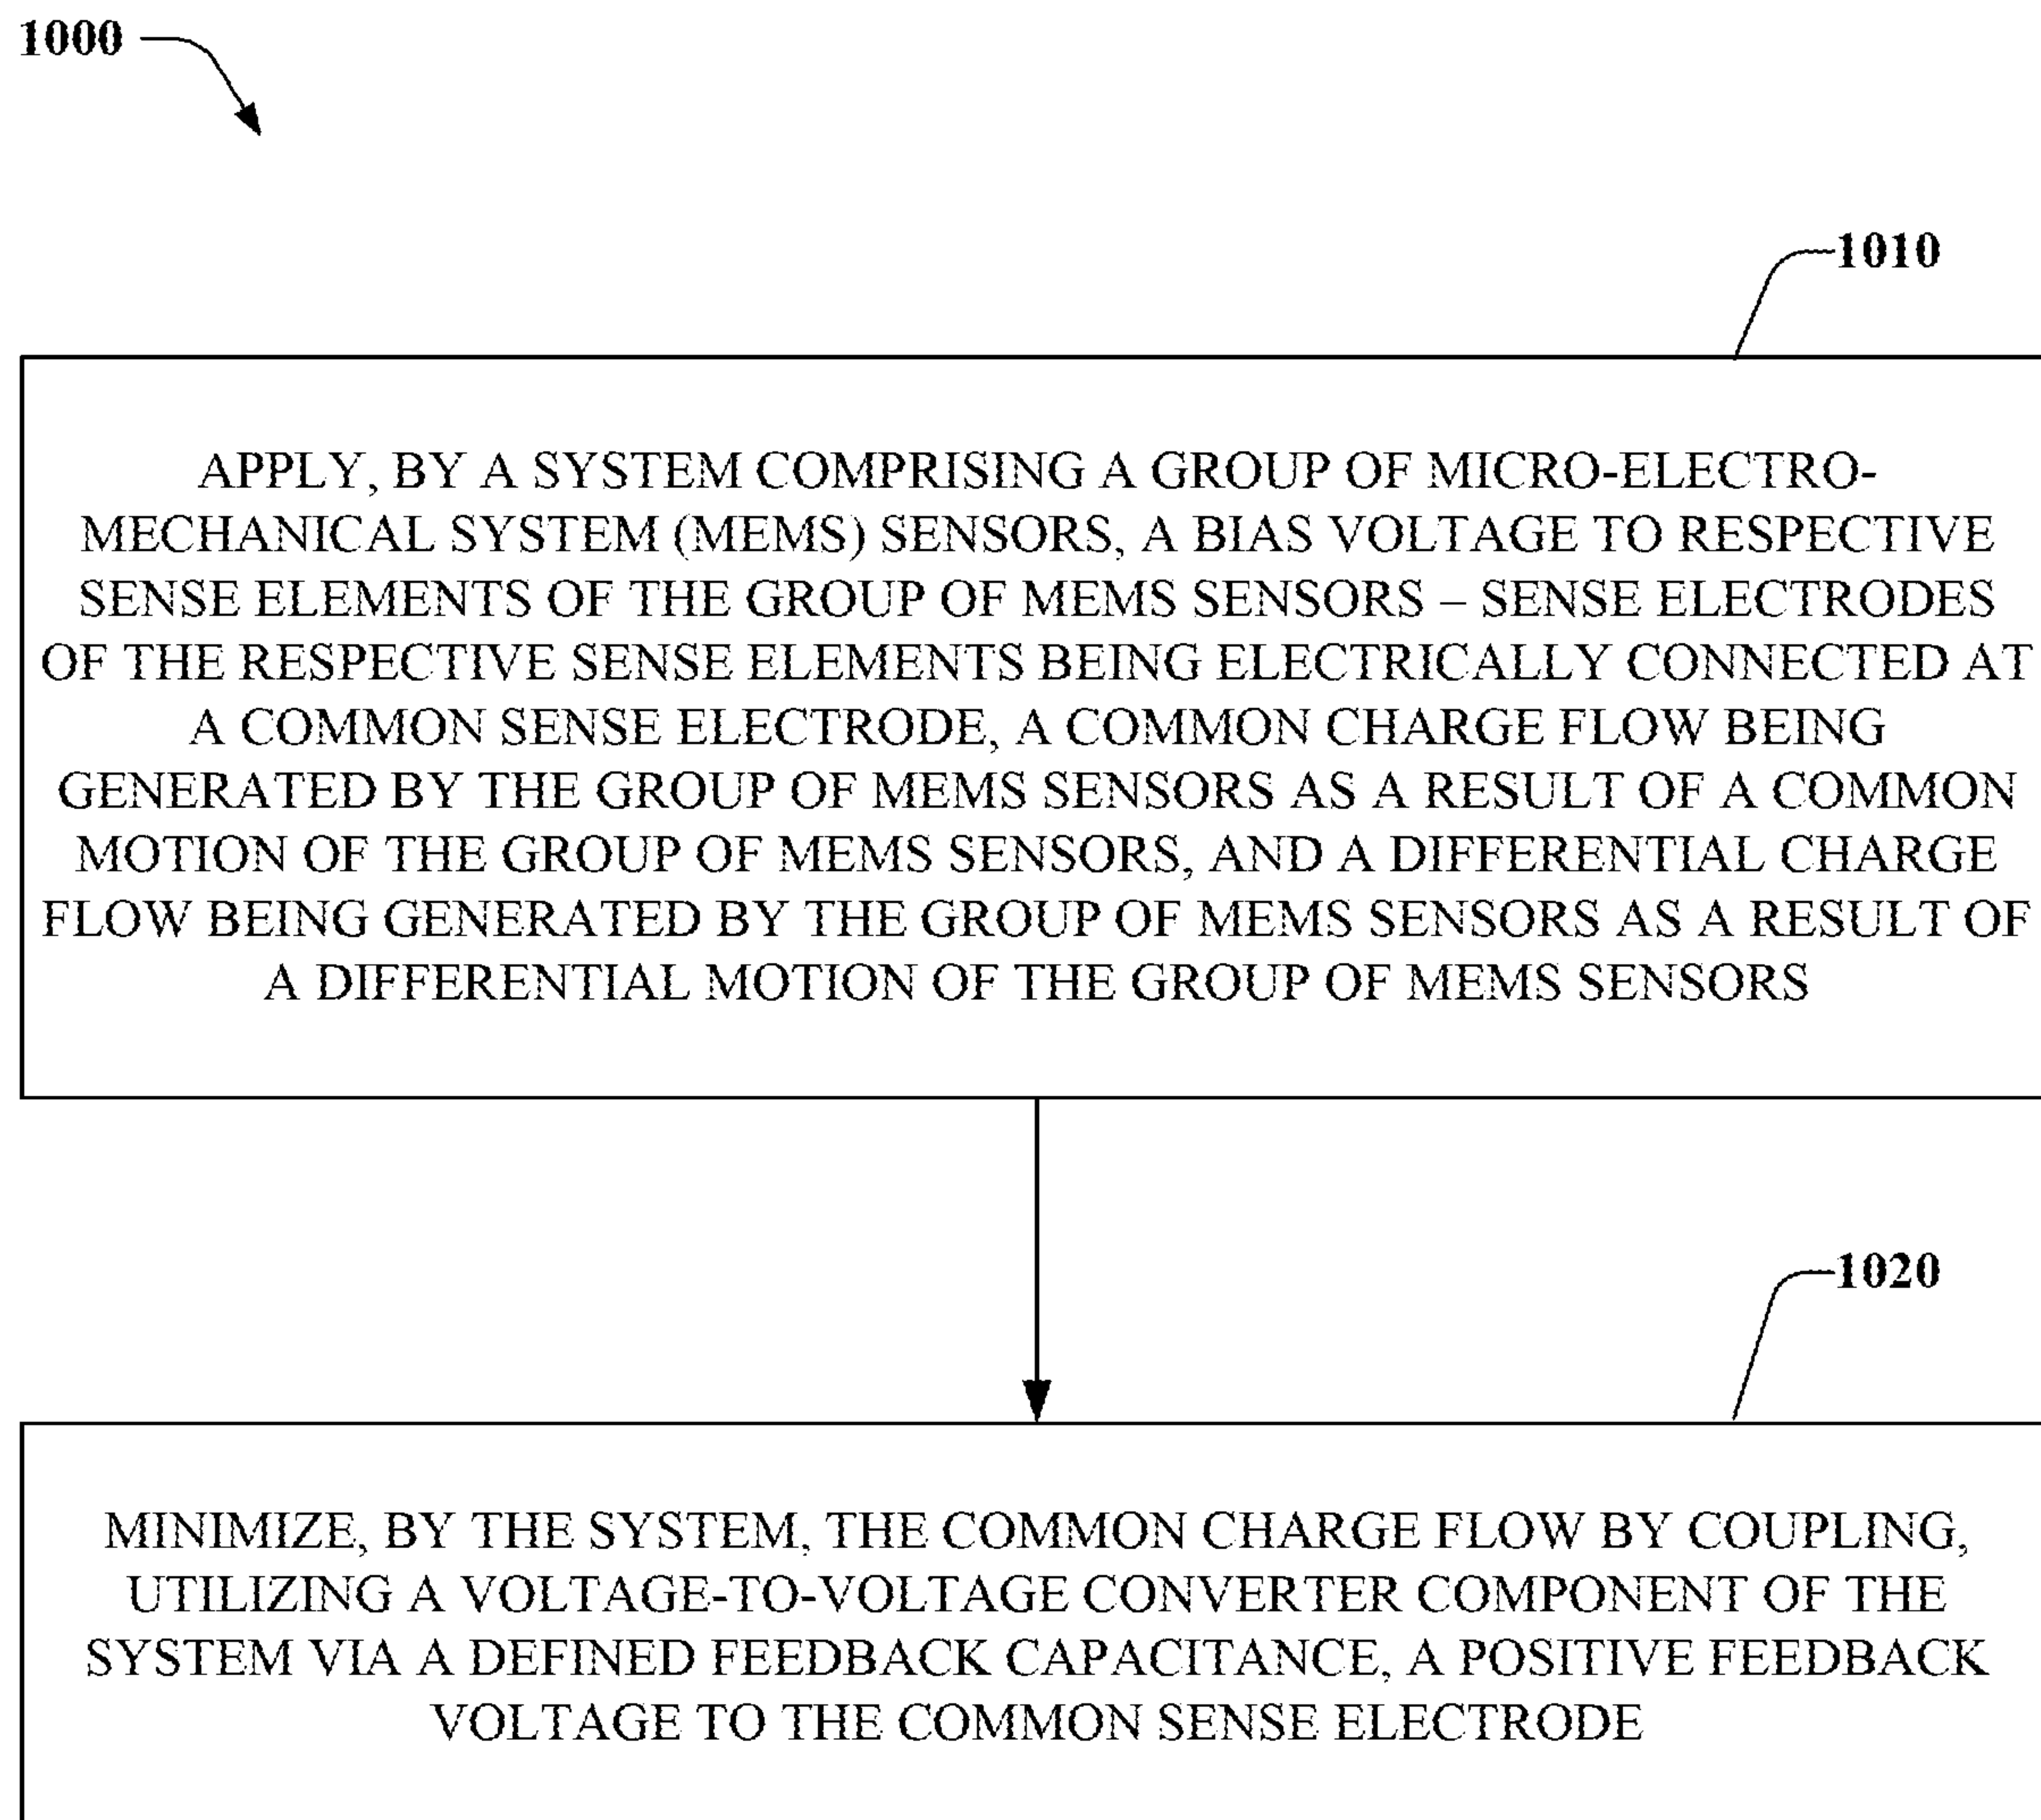 1000
1010
APPLY, BY A SYSTEM COMPRISING A GROUP OF MICRO-ELECTRO-
MECHANICAL SYSTEM (MEMS) SENSORS, A BIAS VOLTAGE TO RESPECTIVE
SENSE ELEMENTS OF THE GROUP OF MEMS SENSORS – SENSE ELECTRODES
OF THE RESPECTIVE SENSE ELEMENTS BEING ELECTRICALLY CONNECTED AT
A COMMON SENSE ELECTRODE, A COMMON CHARGE FLOW BEING
GENERATED BY THE GROUP OF MEMS SENSORS AS A RESULT OF A COMMON
MOTION OF THE GROUP OF MEMS SENSORS, AND A DIFFERENTIAL CHARGE
FLOW BEING GENERATED BY THE GROUP OF MEMS SENSORS AS A RESULT OF
A DIFFERENTIAL MOTION OF THE GROUP OF MEMS SENSORS
1020
MINIMIZE, BY THE SYSTEM, THE COMMON CHARGE FLOW BY COUPLING,
UTILIZING A VOLTAGE-TO-VOLTAGE CONVERTER COMPONENT OF THE
SYSTEM VIA A DEFINED FEEDBACK CAPACITANCE, A POSITIVE FEEDBACK
VOLTAGE TO THE COMMON SENSE ELECTRODE